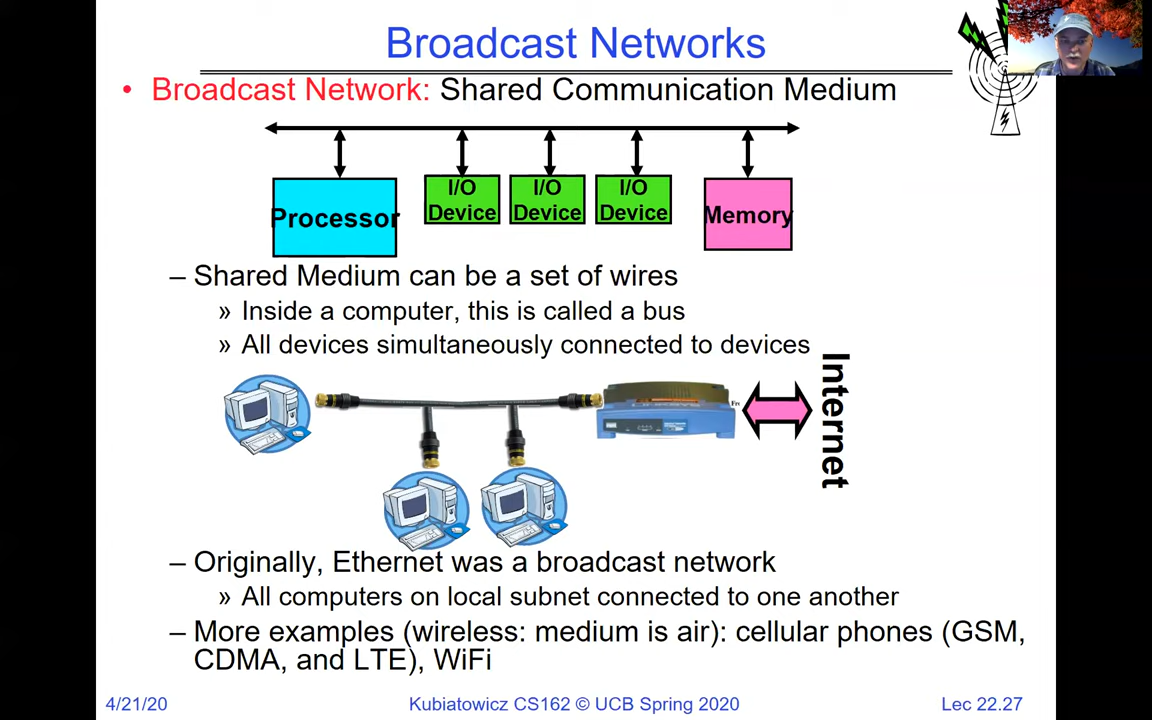 Broadcast Networks
• Broadcast Network: Shared Communication Medium
Processor
I/O
Device
I/O
Device
I/O
Device
Memory
– Shared Medium can be a set of wires
» Inside a computer, this is called a bus
» All devices simultaneously connected to devices
Internet
– Originally, Ethernet was a broadcast network
» All computers on local subnet connected to one another
– More examples (wireless: medium is air): cellular phones (GSM,
CDMA, and LTE), WiFi
4/21/20
Kubiatowicz CS162 © UCB Spring 2020
Lec 22.27